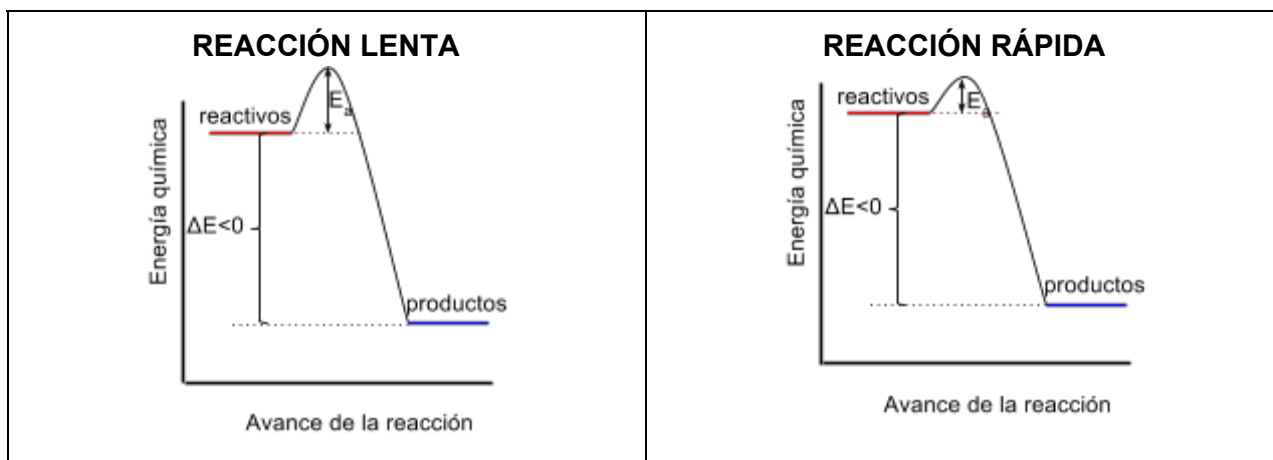 REACCIÓN LENTA
reactivos
Ea
Energía química
ΔE<0
productos
Avance de la reacción
REACCIÓN RÁPIDA
reactivos
Ea
Energía química
ΔE<0
productos
Avance de la reacción